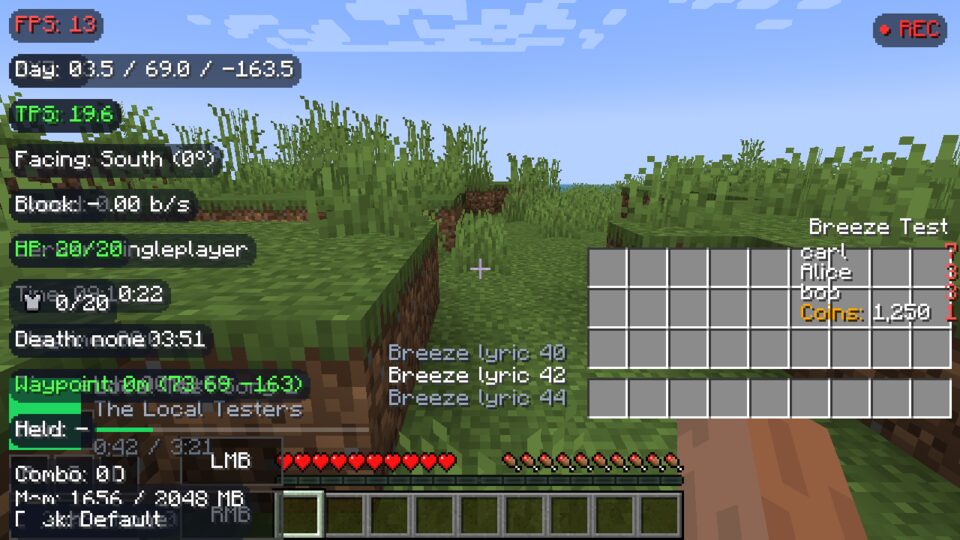 FPS: 13
REC
Day: 03.5 / 69.0 / -163.5
TPS: 19.6
Facing: South (0°)
Block: -0.00 b/s
Breeze Test
HP: 20/20 ingleplayer
carl 7
Alice 3
bob 3
Coins: 1,250 1
0/20 0:22
Death: none 03:51
Breeze lyric 40
Breeze lyric 42
Breeze lyric 44
Waypoint: 0m (73 69 -163)
The Local Testers
Held: -
0:42 / 3:21
LMB
Combo: 0
Mem: 1656 / 2048 MB
RMB
Default